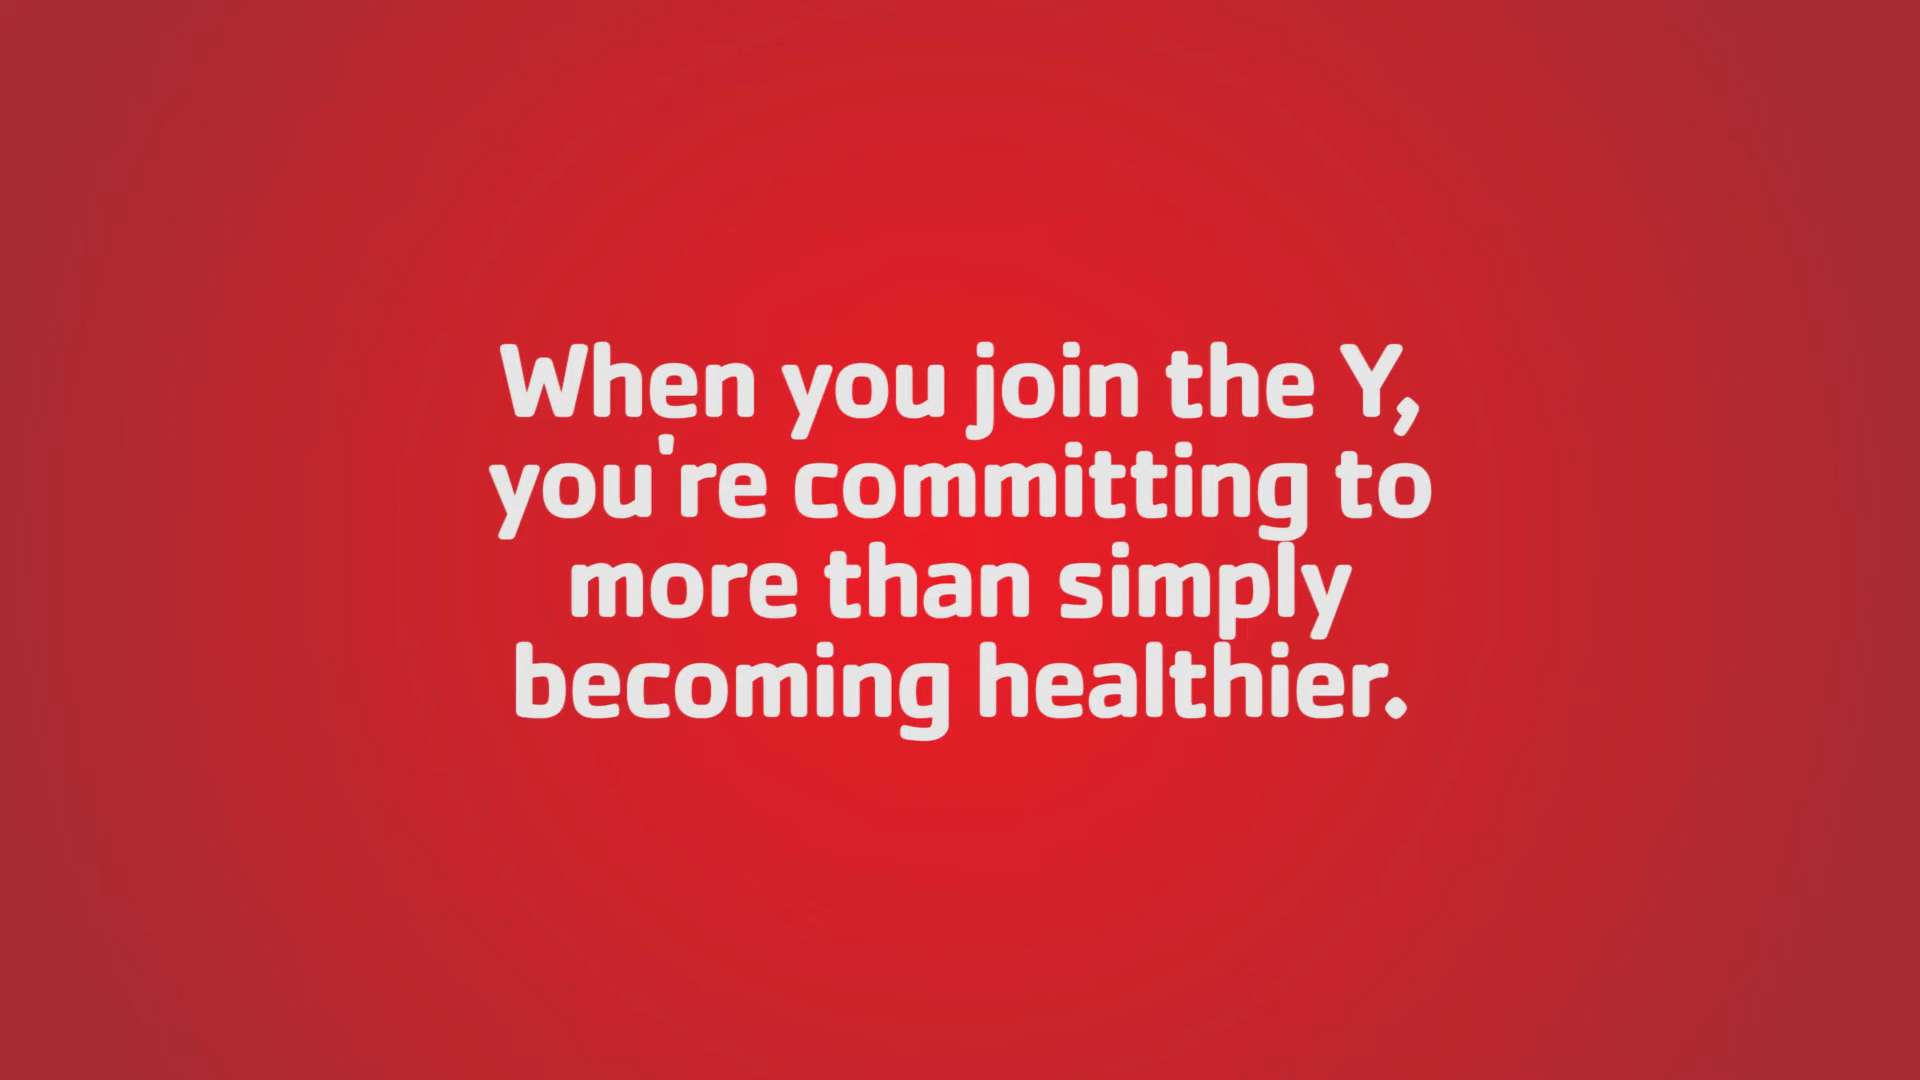 When you join the Y,
you're committing to
more than simply
becoming healthier.